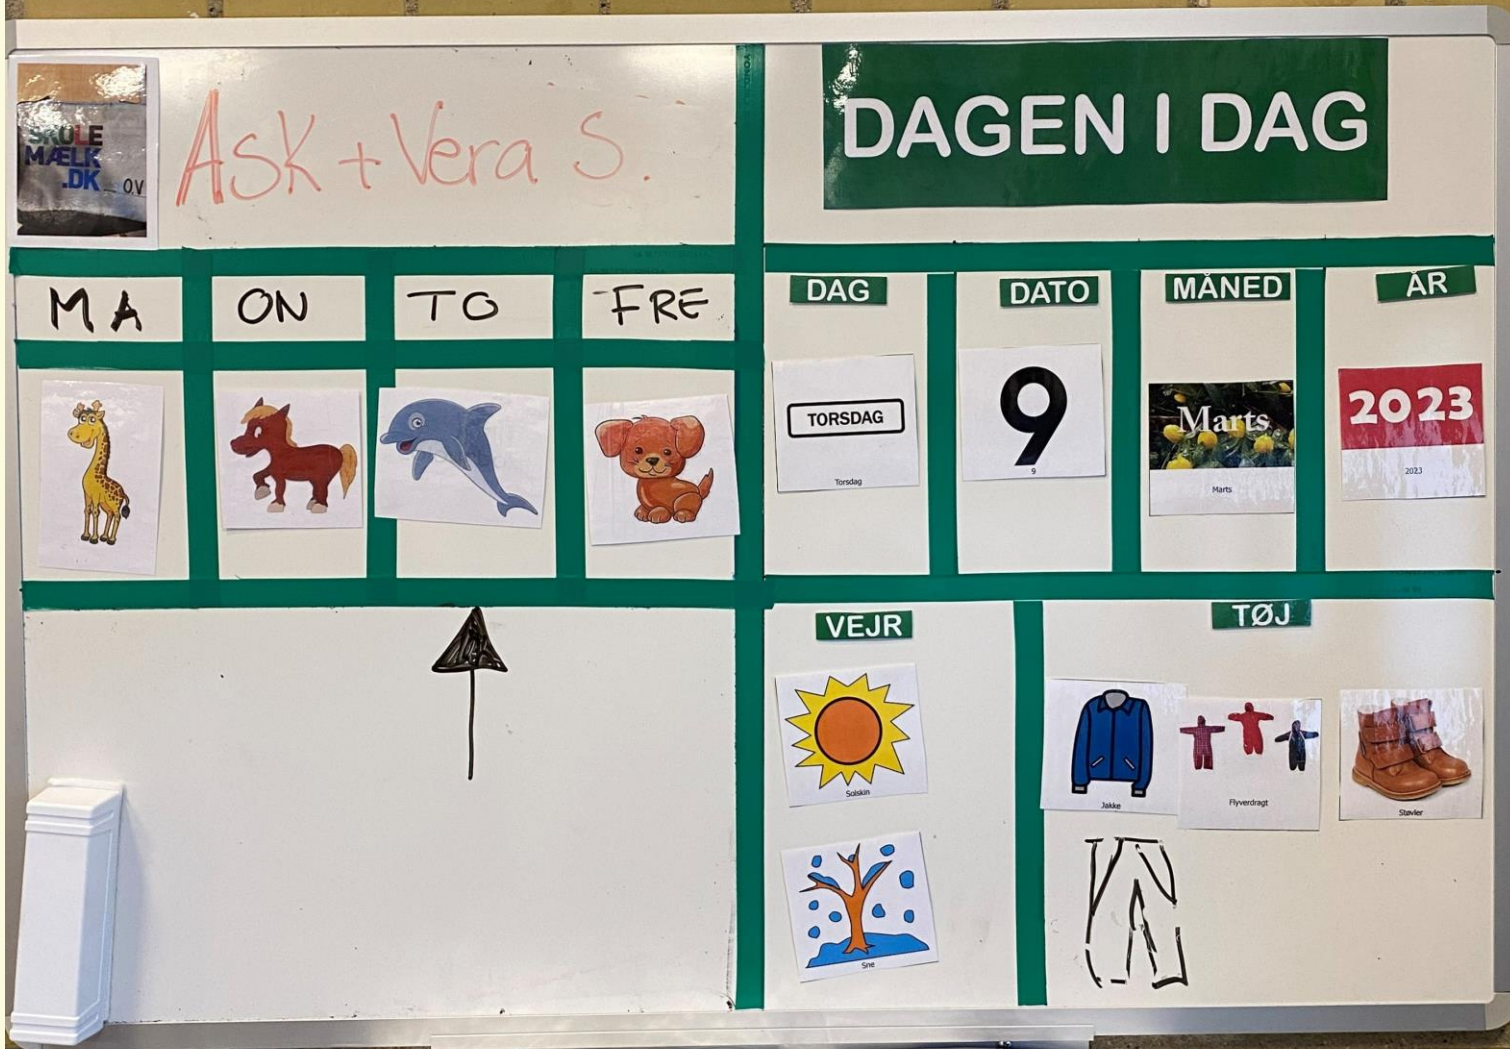 SKOLE
MÆLK
.DK O.V
ASK + Vera S.
DAGEN I DAG
MA ON TO FRE
DAG DATO MÅNED ÅR
TORSDAG
Torsdag
9
9
Marts
Marts
2023
2023
VEJR
Solskin
Sne
TØJ
Jakke
Flyverdragt
Støvler